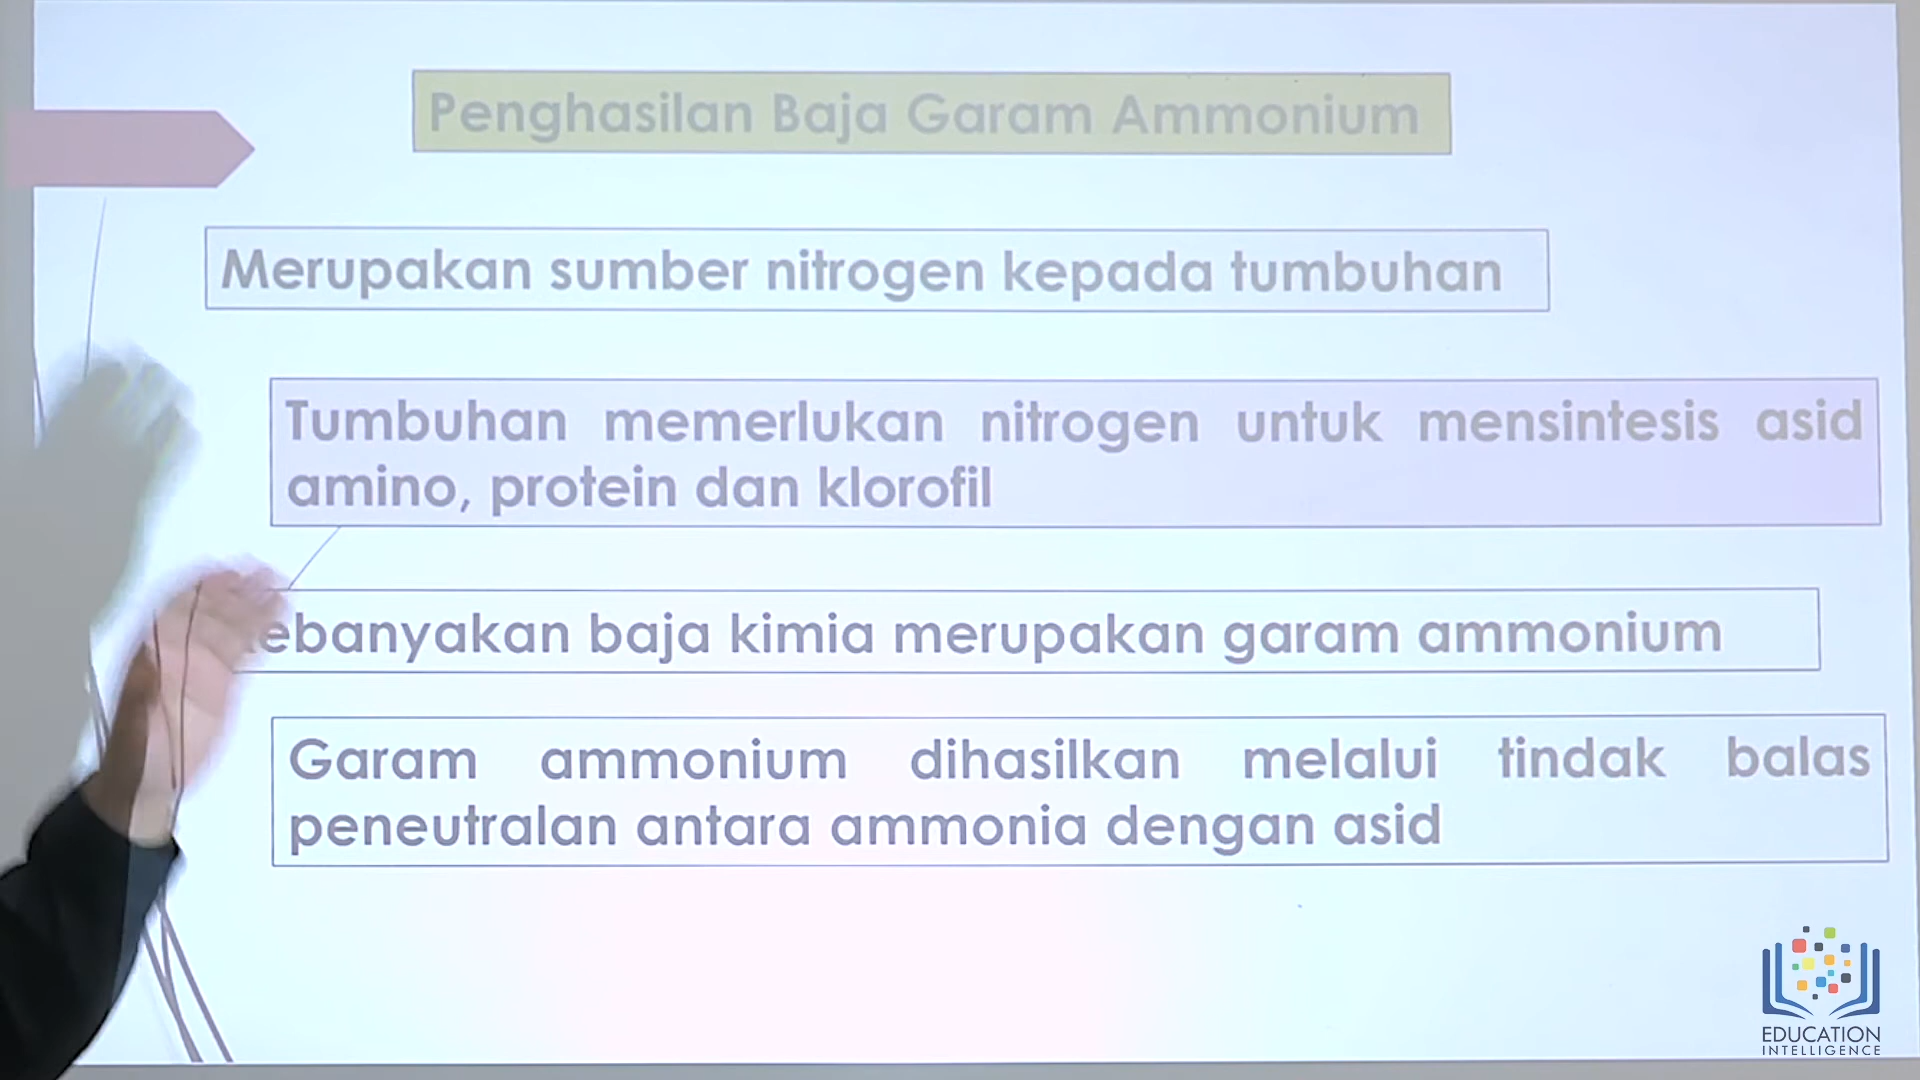 Penghasilan Baja Garam Ammonium
Merupakan sumber nitrogen kepada tumbuhan
Tumbuhan memerlukan nitrogen untuk mensintesis asid
amino, protein dan klorofil
ebanyakan baja kimia merupakan garam ammonium
Garam ammonium dihasilkan melalui tindak balas
peneutralan antara ammonia dengan asid
EDUCATION
INTELLIGENCE